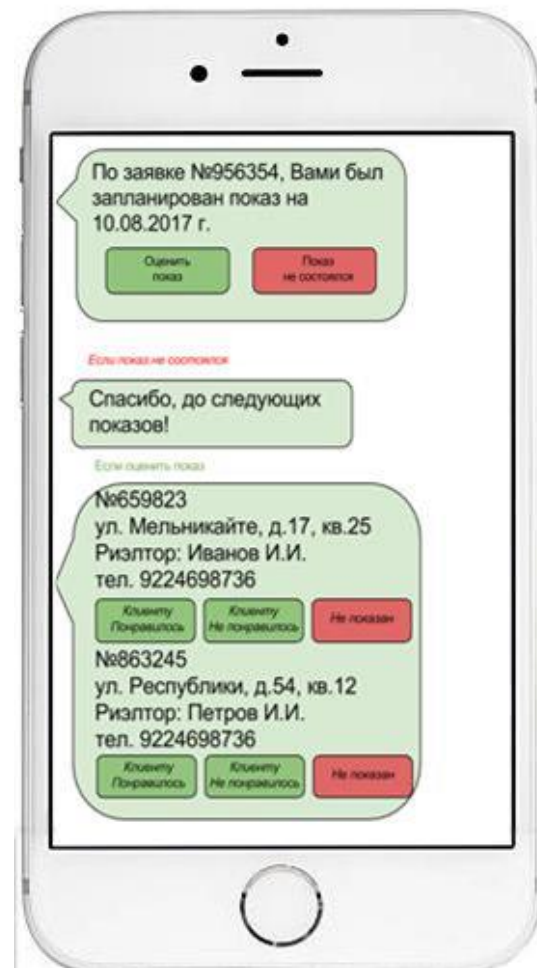 По заявке №956354, Вами был
запланирован показ на
10.08.2017 г.
Оценить
показ
Показ
не состоялся
Если показ не состоялся
Спасибо, до следующих
показов!
Если оценить показ
№659823
ул. Мельникайте, д.17, кв.25
Риэлтор: Иванов И.И.
тел. 9224698736
Клиенту
Понравилось
Клиенту
Не понравилось
Не показан
№863245
ул. Республики, д.54, кв.12
Риэлтор: Петров И.И.
тел. 9224698736
Клиенту
Понравилось
Клиенту
Не понравилось
Не показан